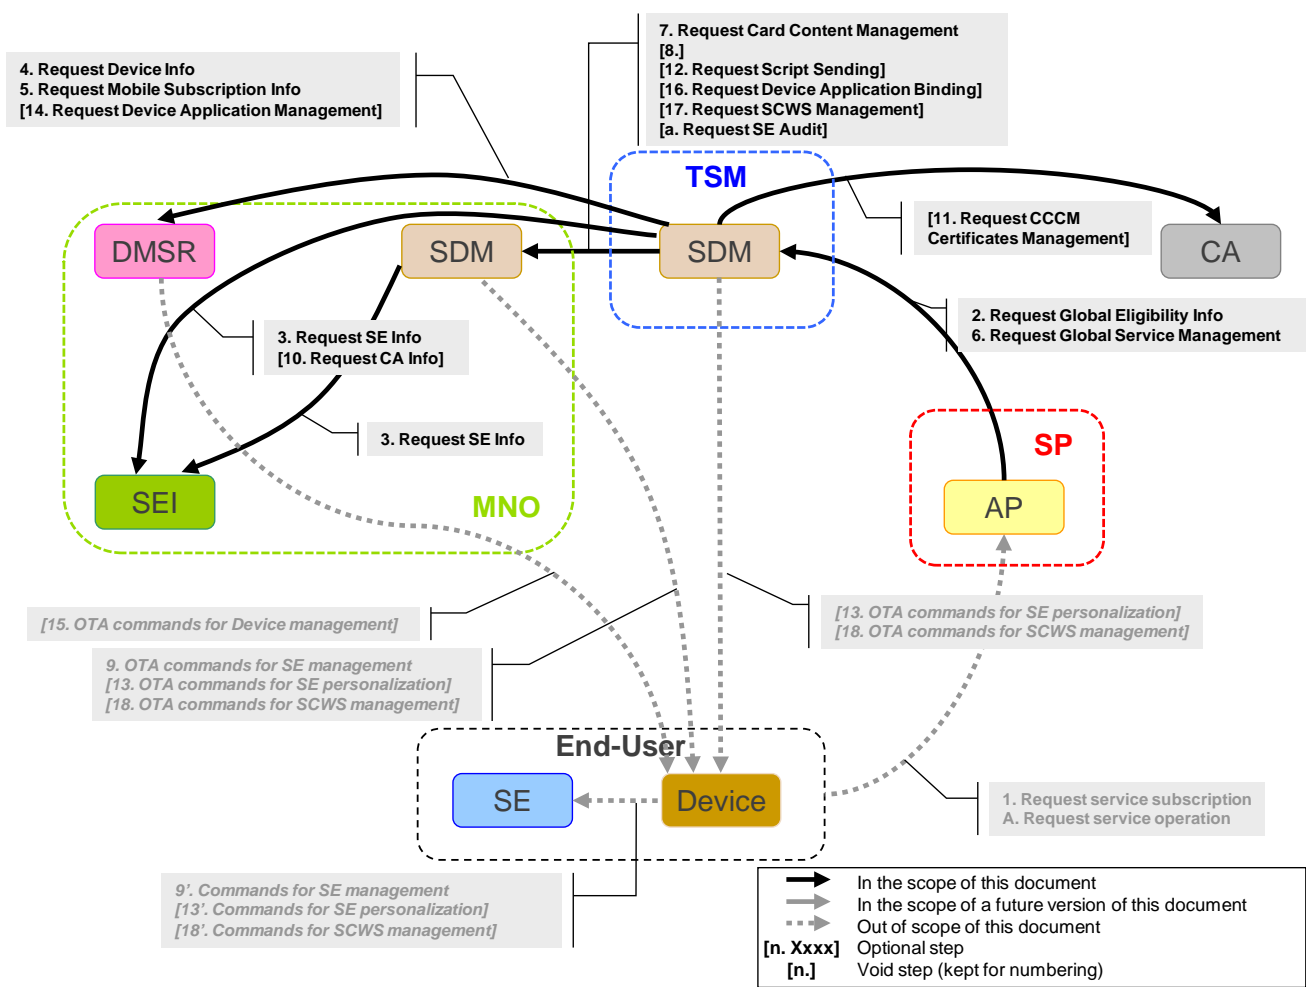 4. Request Device Info
5. Request Mobile Subscription Info
[14. Request Device Application Management]
7. Request Card Content Management
[8.]
[12. Request Script Sending]
[16. Request Device Application Binding]
[17. Request SCWS Management]
[a. Request SE Audit]
TSM
DMSR
SDM
SDM
[11. Request CCCM
Certificates Management]
CA
2. Request Global Eligibility Info
6. Request Global Service Management
3. Request SE Info
[10. Request CA Info]
3. Request SE Info
SP
SEI
MNO
AP
[15. OTA commands for Device management]
[13. OTA commands for SE personalization]
[18. OTA commands for SCWS management]
9. OTA commands for SE management
[13. OTA commands for SE personalization]
[18. OTA commands for SCWS management]
End-User
SE
Device
1. Request service subscription
A. Request service operation
9’. Commands for SE management
[13’. Commands for SE personalization]
[18’. Commands for SCWS management]
In the scope of this document
In the scope of a future version of this document
Out of scope of this document
[n. Xxxx] Optional step
[n.] Void step (kept for numbering)